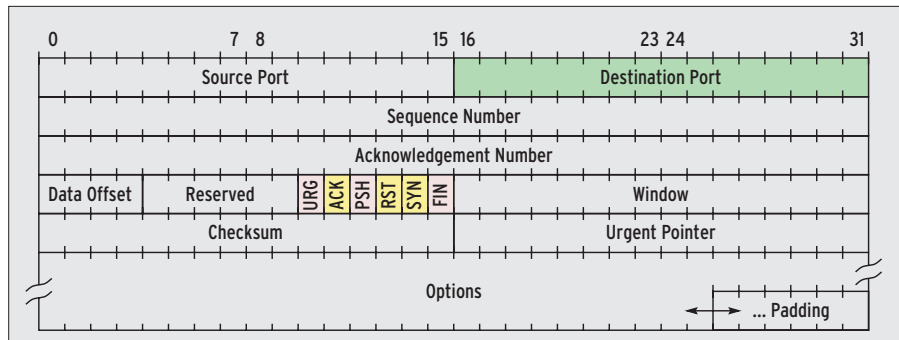 0 7 8 15 16 23 24 31
Source Port Destination Port
Sequence Number
Acknowledgement Number
Data Offset Reserved URG ACK PSH RST SYN FIN Window
Checksum Urgent Pointer
Options
... Padding